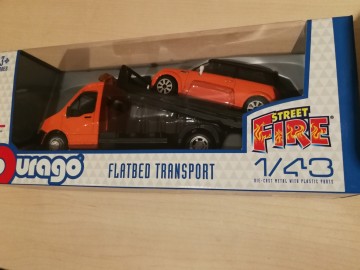 3+
STREET
FIRE
urago
FLATBED TRANSPORT
1/43
DIE-CAST METAL WITH PLASTIC PARTS